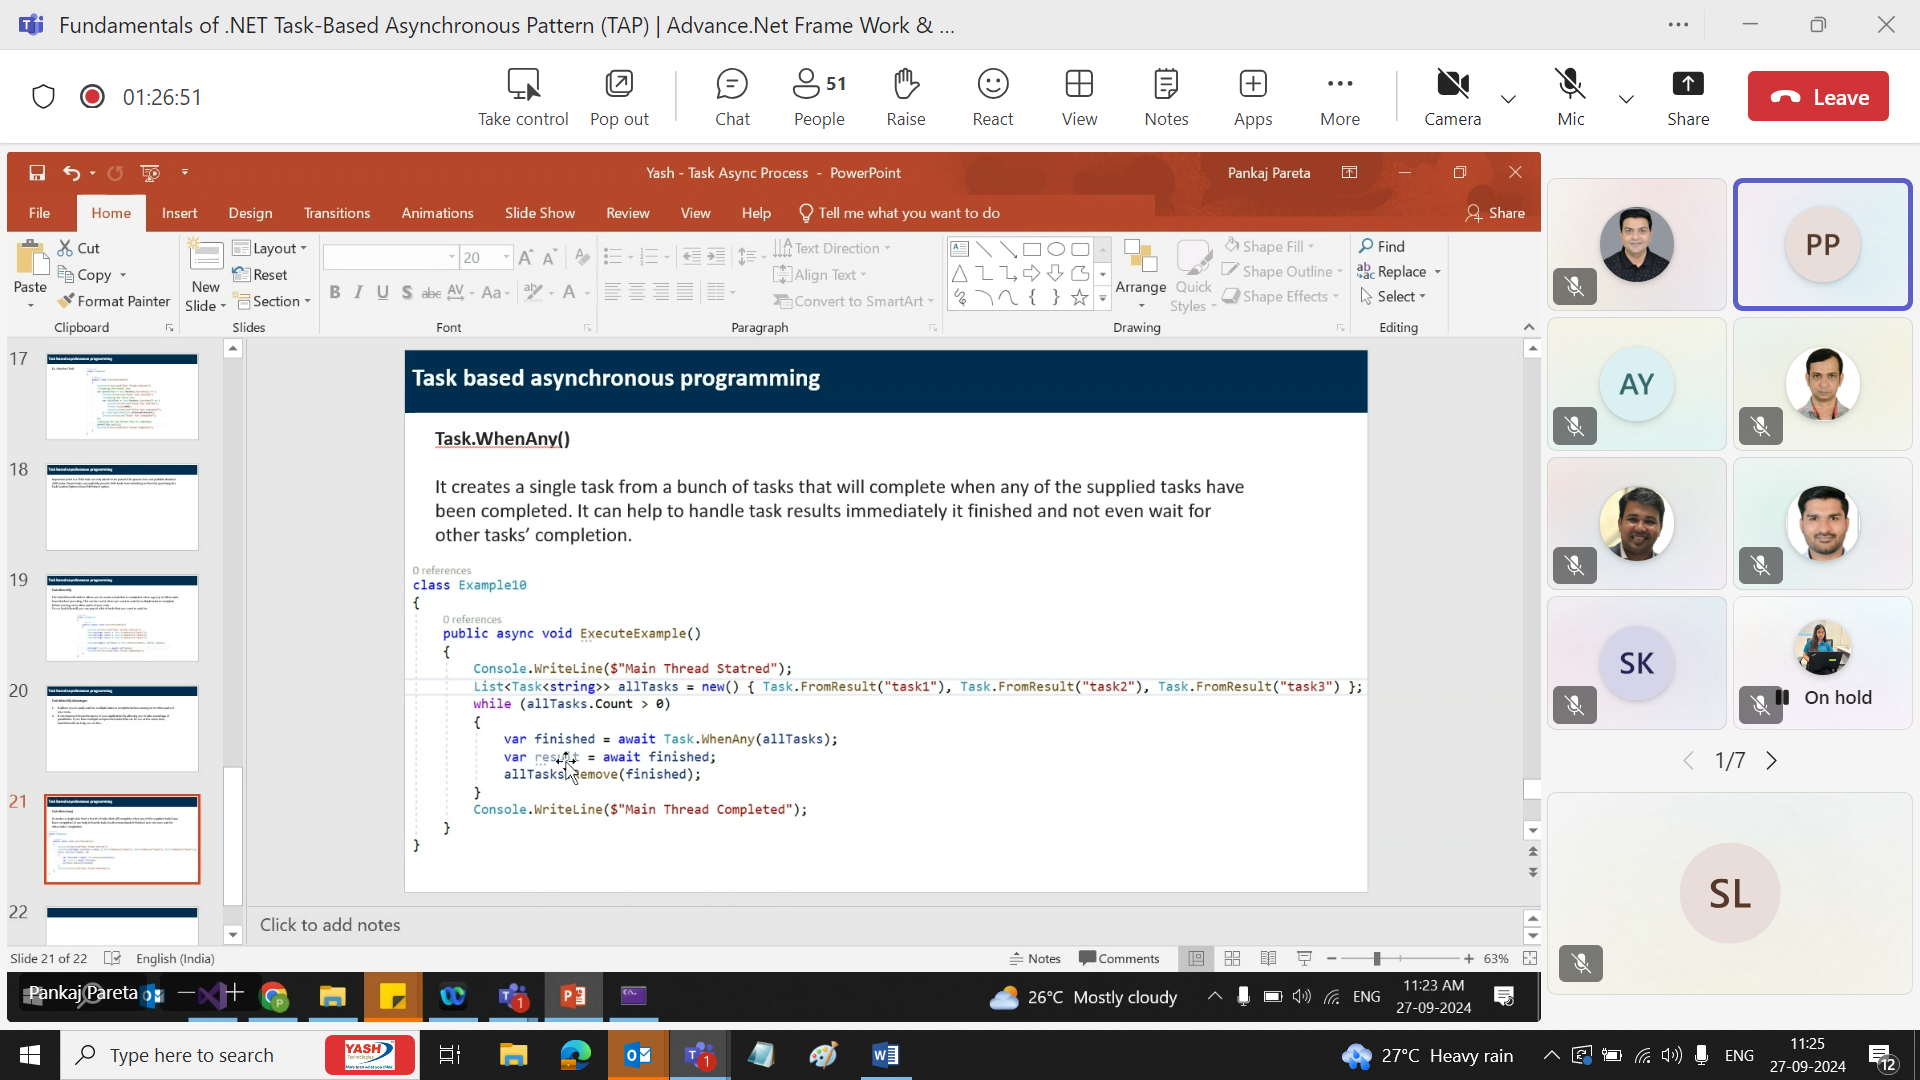 Fundamentals of .NET Task-Based Asynchronous Pattern (TAP) | Advance.Net Frame Work & ...
01:26:51
Take control
Pop out
Chat
51
People
Raise
React
View
Notes
Apps
More
Camera
Mic
Share
Leave
Yash - Task Async Process - PowerPoint
Pankaj Pareta
File
Home
Insert
Design
Transitions
Animations
Slide Show
Review
View
Help
Tell me what you want to do
Share
Paste
Cut
Copy
Format Painter
Clipboard
New
Slide
Layout
Reset
Section
Slides
20
Font
Text Direction
Align Text
Convert to SmartArt
Paragraph
Arrange
Quick
Styles
Shape Fill
Shape Outline
Shape Effects
Drawing
Find
Replace
Select
Editing
17
18
19
20
21
22
Task based asynchronous programming
Task.WhenAny()
It creates a single task from a bunch of tasks that will complete when any of the supplied tasks have
been completed. It can help to handle task results immediately it finished and not even wait for
other tasks’ completion.
0 references
class Example10
{
0 references
public async void ExecuteExample()
{
Console.WriteLine($"Main Thread Statred");
List<Task<string>> allTasks = new() { Task.FromResult("task1"), Task.FromResult("task2"), Task.FromResult("task3") };
while (allTasks.Count > 0)
{
var finished = await Task.WhenAny(allTasks);
var result = await finished;
allTasks.Remove(finished);
}
Console.WriteLine($"Main Thread Completed");
}
}
Click to add notes
Slide 21 of 22
English (India)
Notes
Comments
63%
Pankaj Pareta
26°C Mostly cloudy
ENG
11:23 AM
27-09-2024
PP
AY
SK
On hold
1/7
SL
Type here to search
YASH
Technologies
27°C Heavy rain
ENG
11:25
27-09-2024
12